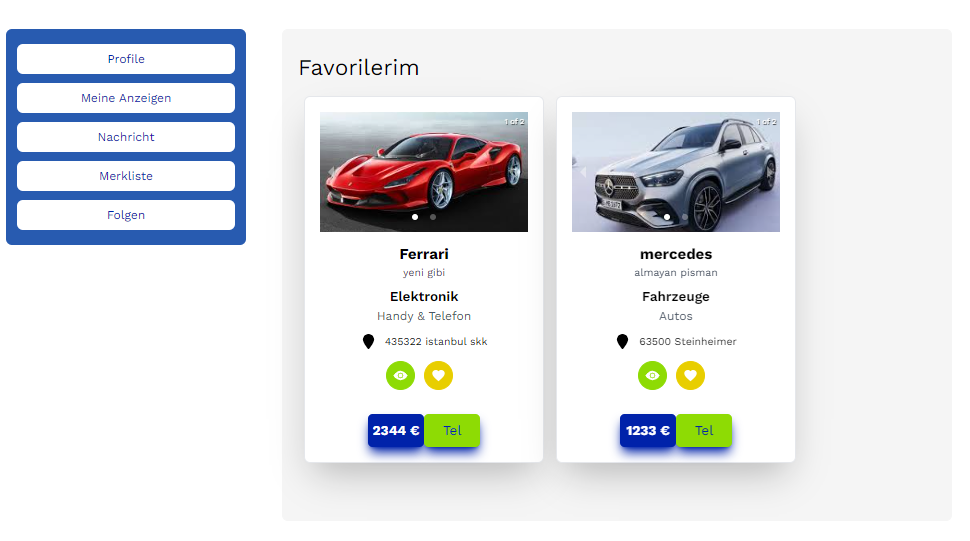 Profile
Meine Anzeigen
Nachricht
Merkliste
Folgen
Favorilerim
1 of 2
Ferrari
yeni gibi
Elektronik
Handy & Telefon
435322 istanbul skk
2344 €
Tel
1 of 2
mercedes
almayan pisman
Fahrzeuge
Autos
63500 Steinheimer
1233 €
Tel